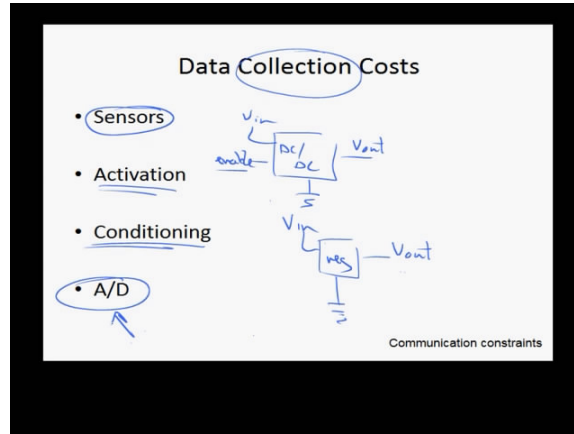 Data Collection Costs
• Sensors
• Activation
• Conditioning
• A/D
Vin
enable
DC/
DC
Vout
Vin
reg
Vout
Communication constraints